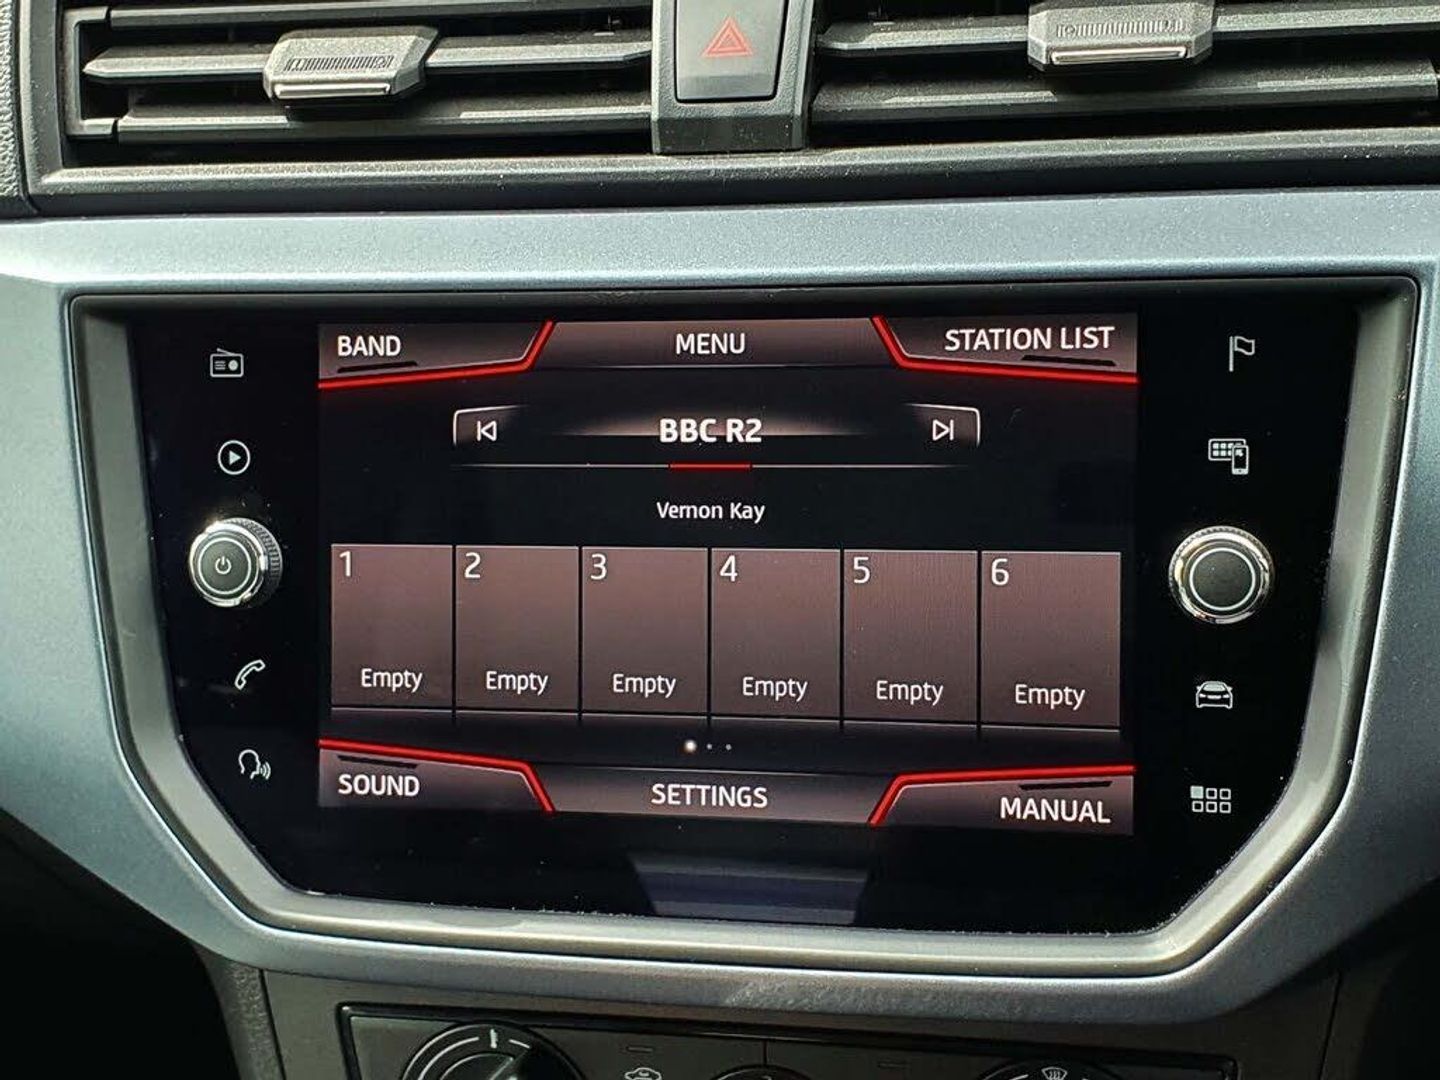 BAND MENU STATION LIST
BBC R2
Vernon Kay
1 2 3 4 5 6
Empty Empty Empty Empty Empty Empty
SOUND SETTINGS MANUAL